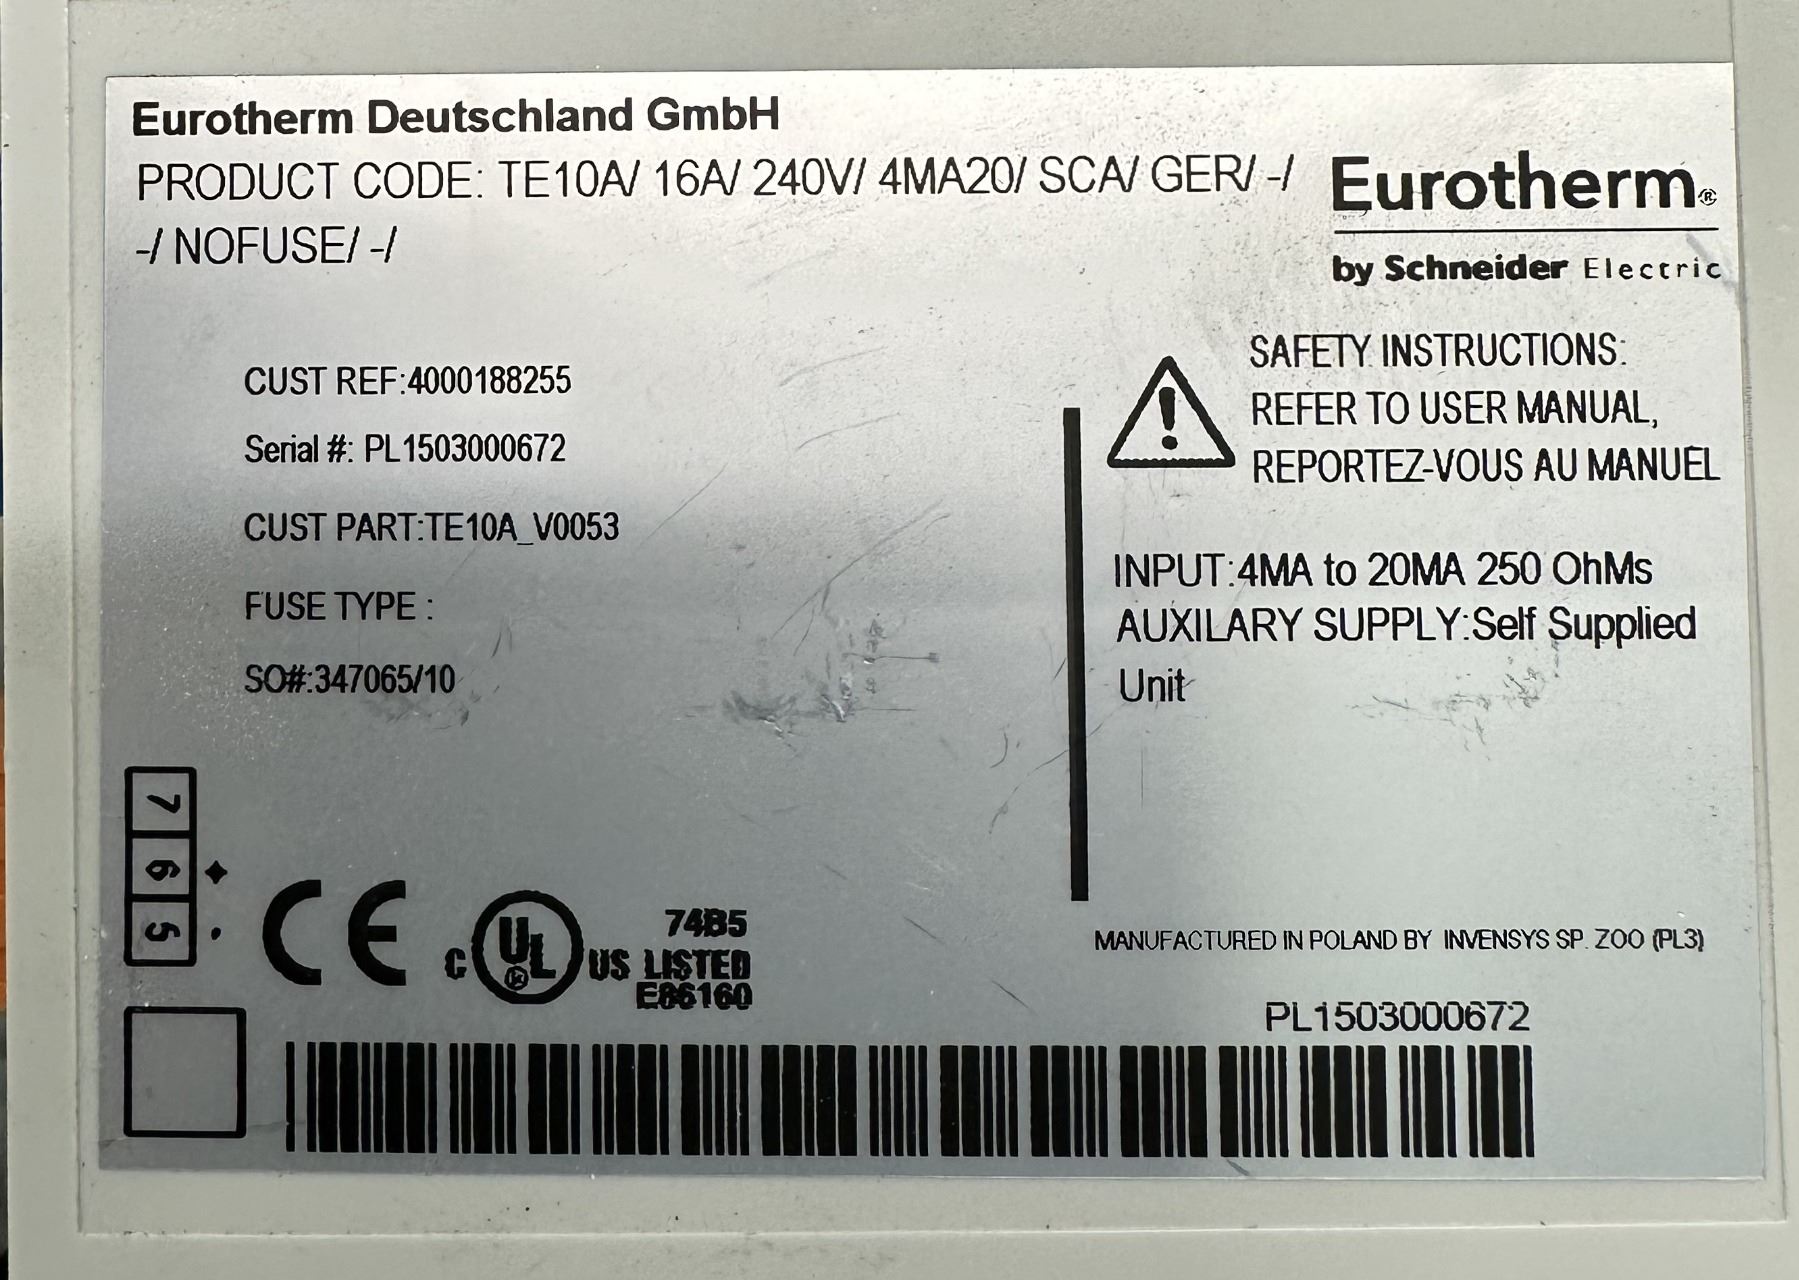 Eurotherm Deutschland GmbH
PRODUCT CODE: TE10A/ 16A/ 240V/ 4MA20/ SCA/ GER/ -/
-/ NOFUSE/ -/
Eurotherm®
by Schneider Electric
CUST REF:4000188255
Serial #: PL1503000672
CUST PART:TE10A_V0053
FUSE TYPE :
SO#:347065/10
SAFETY INSTRUCTIONS:
REFER TO USER MANUAL,
REPORTEZ-VOUS AU MANUEL
INPUT:4MA to 20MA 250 OhMs
AUXILARY SUPPLY:Self Supplied
Unit
7
6 +
5 -
CE
C UL US
74B5
LISTED
E86160
MANUFACTURED IN POLAND BY INVENSYS SP. ZOO (PL3)
PL1503000672